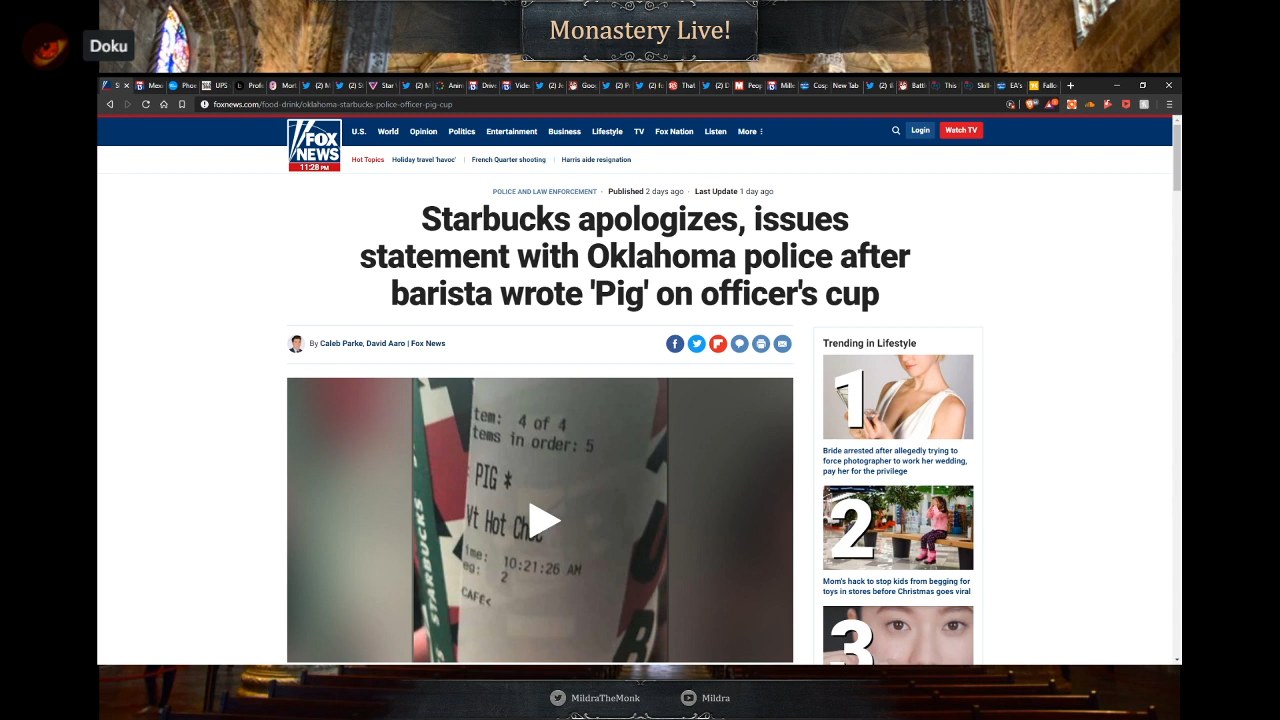 Monastery Live!
Doku
foxnews.com/food-drink/oklahoma-starbucks-police-officer-pig-cup
FOX
NEWS
11:28 PM
U.S. World Opinion Politics Entertainment Business Lifestyle TV Fox Nation Listen More
Login
Watch TV
Hot Topics Holiday travel 'havoc' French Quarter shooting Harris aide resignation
POLICE AND LAW ENFORCEMENT · Published 2 days ago · Last Update 1 day ago
Starbucks apologizes, issues
statement with Oklahoma police after
barista wrote 'Pig' on officer's cup
By Caleb Parke, David Aaro | Fox News
tem: 4 of 4
tems in order: 5
PIG *
Vt Hot
ime: 10:21:26 AM
eg: 2
CAFE<
STARBUCKS
Trending in Lifestyle
1
Bride arrested after allegedly trying to
force photographer to work her wedding,
pay her for the privilege
2
Mom's hack to stop kids from begging for
toys in stores before Christmas goes viral
3
MildraTheMonk
Mildra